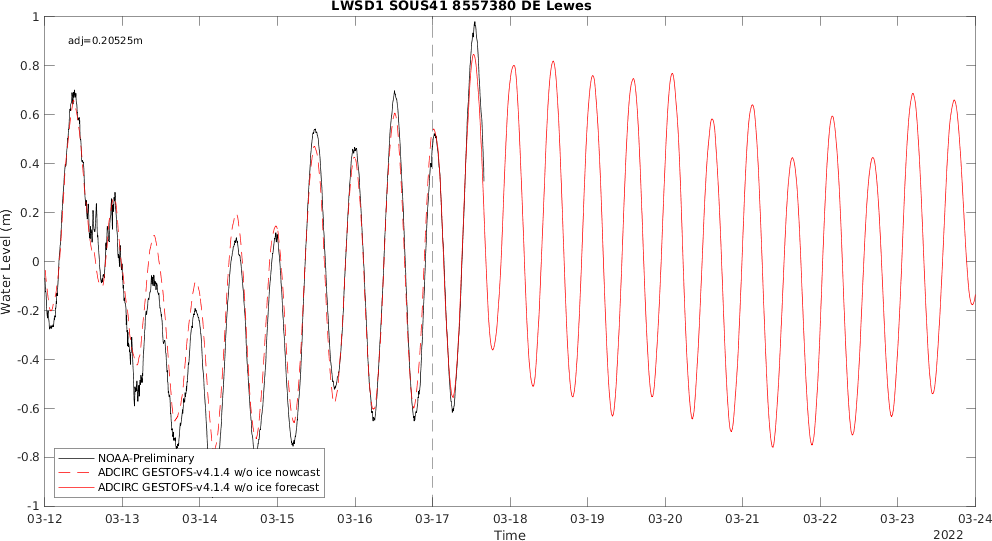 LWSD1 SOUS41 8557380 DE Lewes
adj=0.20525m
1
0.8
0.6
0.4
0.2
0
-0.2
-0.4
-0.6
-0.8
-1
Water Level (m)
NOAA-Preliminary
ADCIRC GESTOFS-v4.1.4 w/o ice nowcast
ADCIRC GESTOFS-v4.1.4 w/o ice forecast
03-12 03-13 03-14 03-15 03-16 03-17 03-18 03-19 03-20 03-21 03-22 03-23 03-24
Time
2022